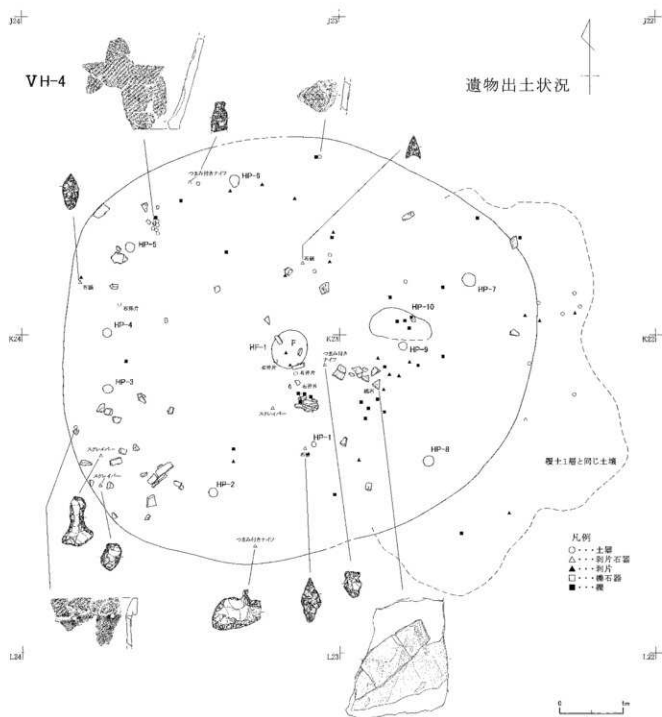 J24
J23
J22
VH-4
遺物出土状況
つまみ付きナイフ
HP-6
HP-5
HP-7
石鏃
石鏃
HP-10
HP-4
K24
HF-1
F
K23
HP-9
K22
つまみ付きナイフ
HP-3
石斧片
スクレイパー
HP-1
HP-8
スクレイパー
スクレイパー
HP-2
覆土1層と同じ土壌
つまみ付きナイフ
凡例
○・・・土器
△・・・剥片石器
▲・・・剥片
□・・・礫石器
■・・・礫
L24
L23
L22
0
1m